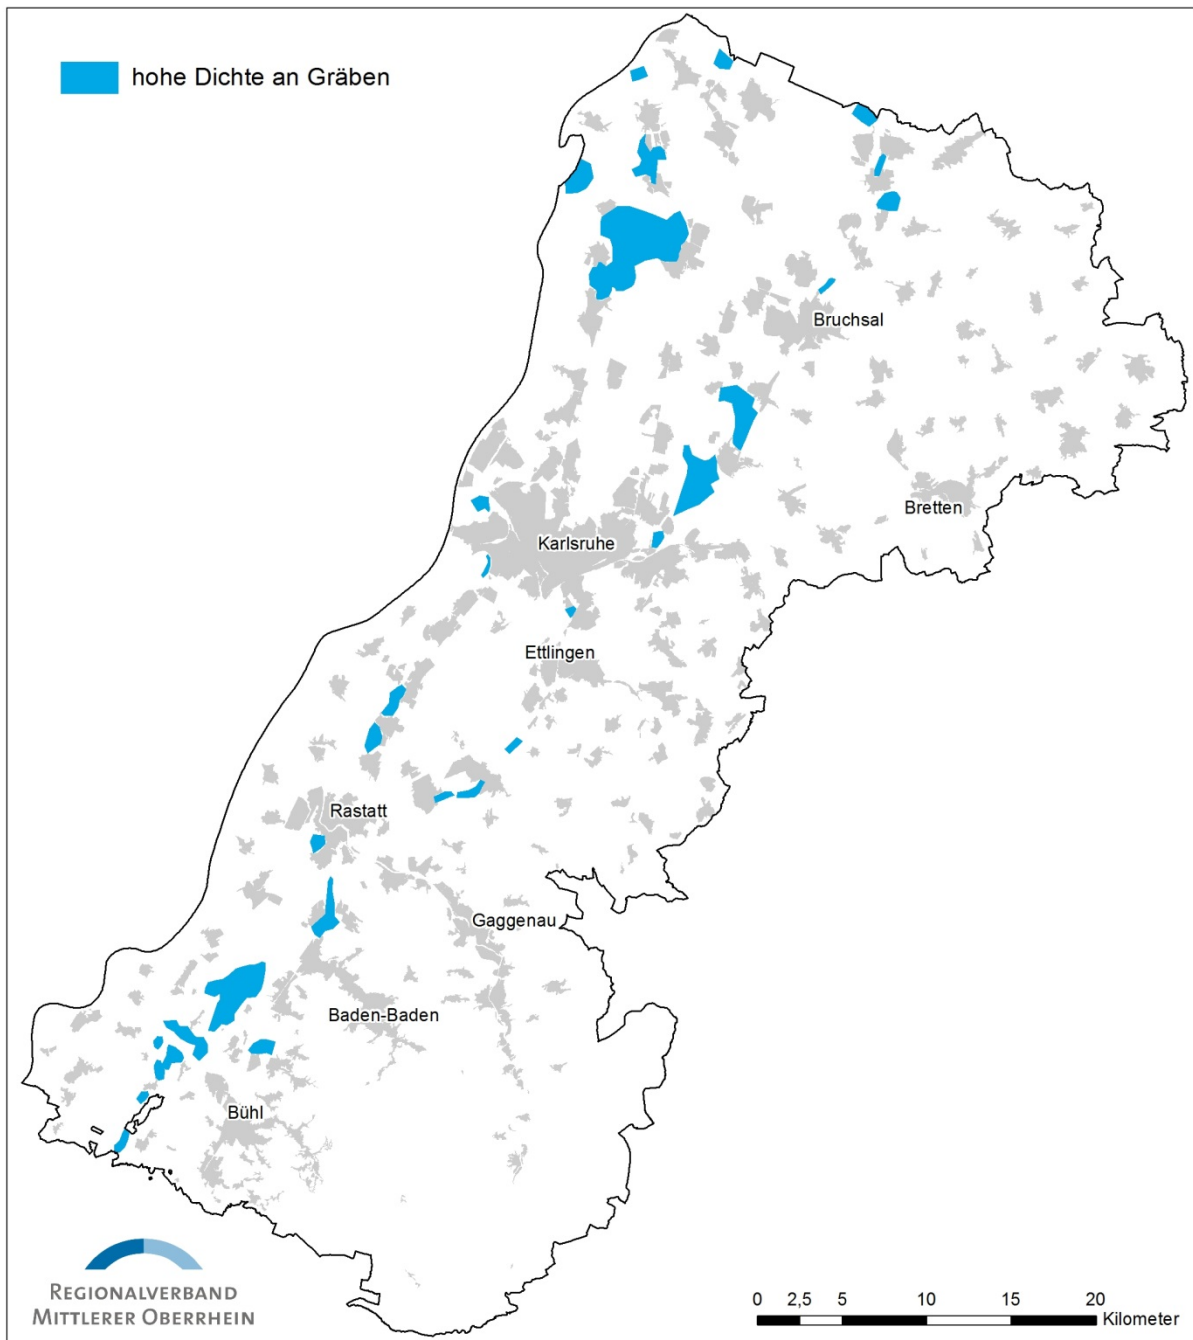 hohe Dichte an Gräben
Bruchsal
Bretten
Karlsruhe
Ettlingen
Rastatt
Gaggenau
Baden-Baden
Bühl
REGIONALVERBAND
MITTLERER OBERRHEIN
0 2,5 5 10 15 20
Kilometer